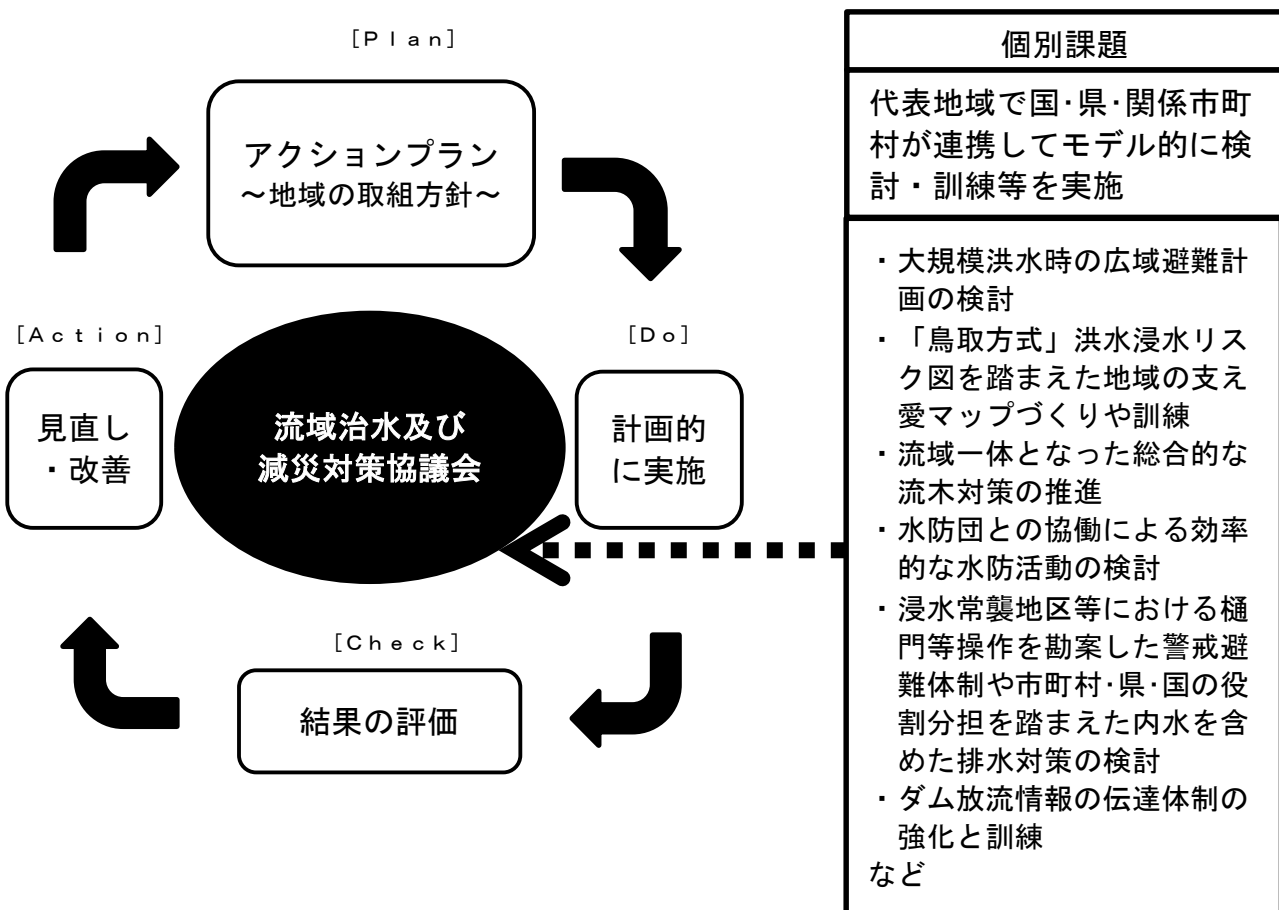 [Plan]
アクションプラン
～地域の取組方針～
[Action]
見直し
・改善
流域治水及び
減災対策協議会
[Do]
計画的
に実施
[Check]
結果の評価
個別課題
代表地域で国･県･関係市町
村が連携してモデル的に検
討・訓練等を実施
・大規模洪水時の広域避難計
画の検討
・「鳥取方式」洪水浸水リス
ク図を踏まえた地域の支え
愛マップづくりや訓練
・流域一体となった総合的な
流木対策の推進
・水防団との協働による効率
的な水防活動の検討
・浸水常襲地区等における樋
門等操作を勘案した警戒避
難体制や市町村･県･国の役
割分担を踏まえた内水を含
めた排水対策の検討
・ダム放流情報の伝達体制の
強化と訓練
など